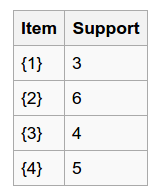 Item Support
{1} 3
{2} 6
{3} 4
{4} 5